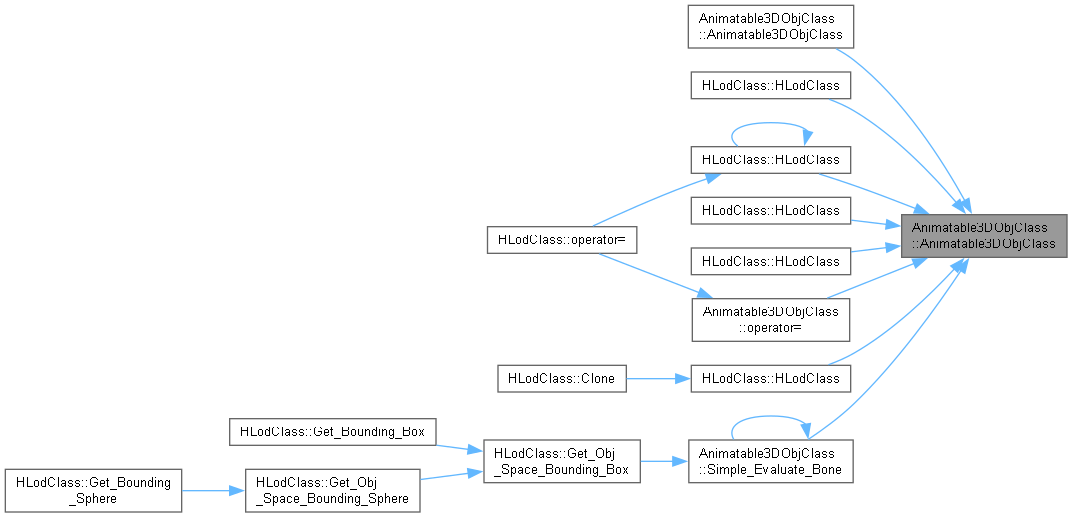 Animatable3DObjClass
::Animatable3DObjClass
HLodClass::HLodClass
HLodClass::HLodClass
HLodClass::HLodClass
Animatable3DObjClass
::Animatable3DObjClass
HLodClass::operator=
HLodClass::HLodClass
Animatable3DObjClass
::operator=
HLodClass::Clone
HLodClass::HLodClass
HLodClass::Get_Bounding_Box
HLodClass::Get_Obj
_Space_Bounding_Box
Animatable3DObjClass
::Simple_Evaluate_Bone
HLodClass::Get_Bounding
_Sphere
HLodClass::Get_Obj
_Space_Bounding_Sphere